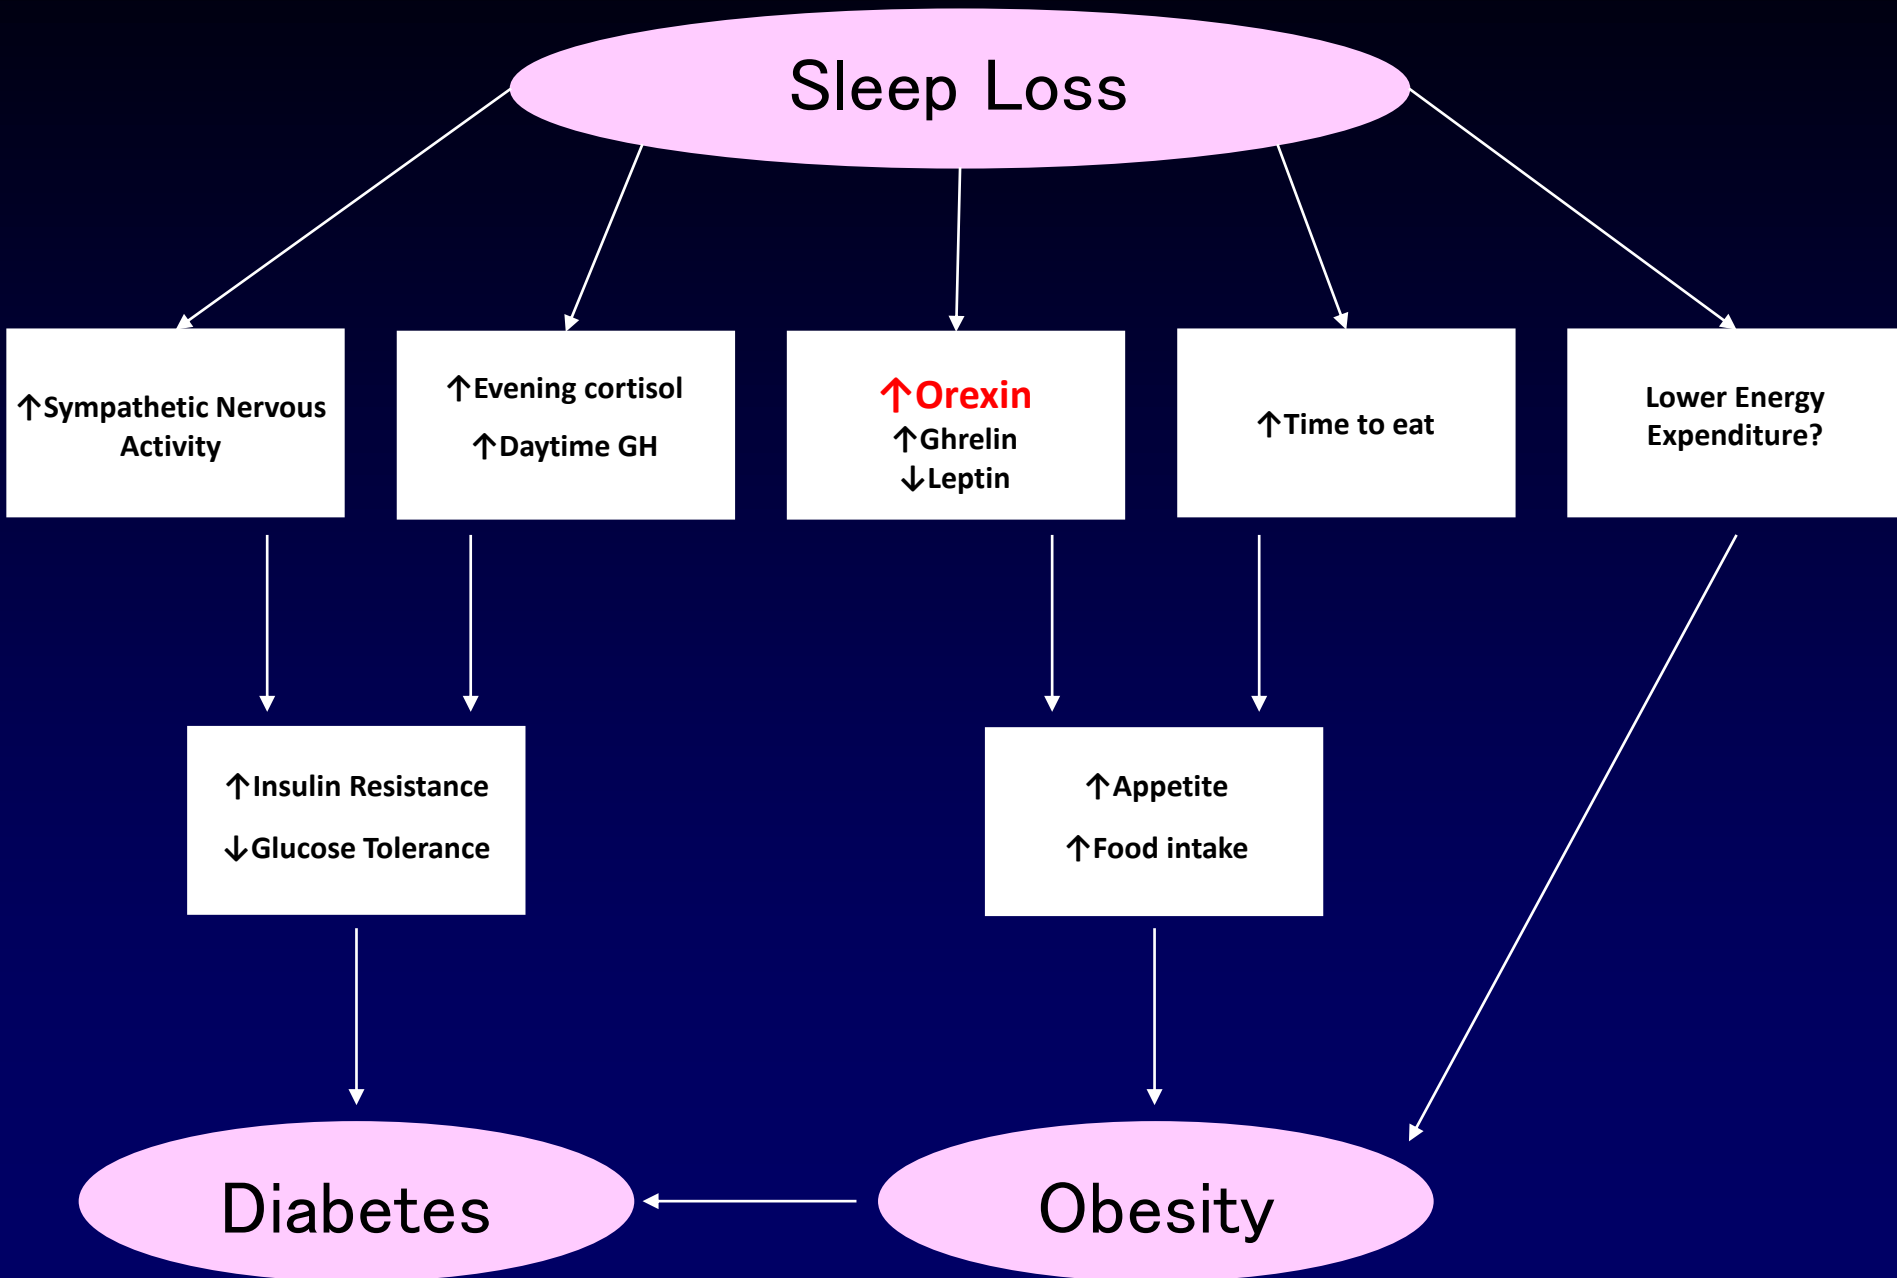 Sleep Loss
↑Sympathetic Nervous
Activity
↑Evening cortisol
↑Daytime GH
↑Orexin
↑Ghrelin
↓Leptin
↑Time to eat
Lower Energy
Expenditure?
↑Insulin Resistance
↓Glucose Tolerance
↑Appetite
↑Food intake
Diabetes
Obesity